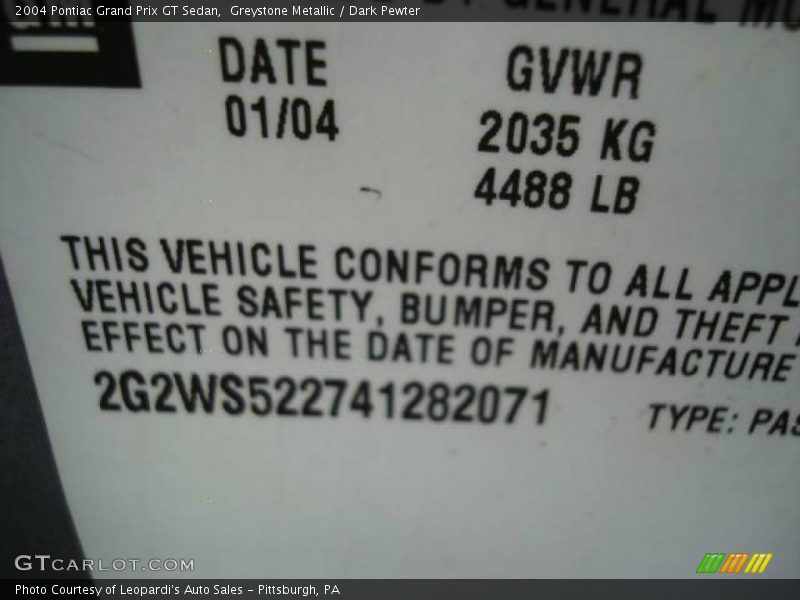 2004 Pontiac Grand Prix GT Sedan, Greystone Metallic / Dark Pewter
GENERAL
DATE GVWR
01/04 2035 KG
4488 LB
THIS VEHICLE CONFORMS TO ALL APPL
VEHICLE SAFETY, BUMPER, AND THEFT
EFFECT ON THE DATE OF MANUFACTURE
2G2WS522741282071 TYPE: PAS
GTCARLOT.COM
Photo Courtesy of Leopardi's Auto Sales - Pittsburgh, PA